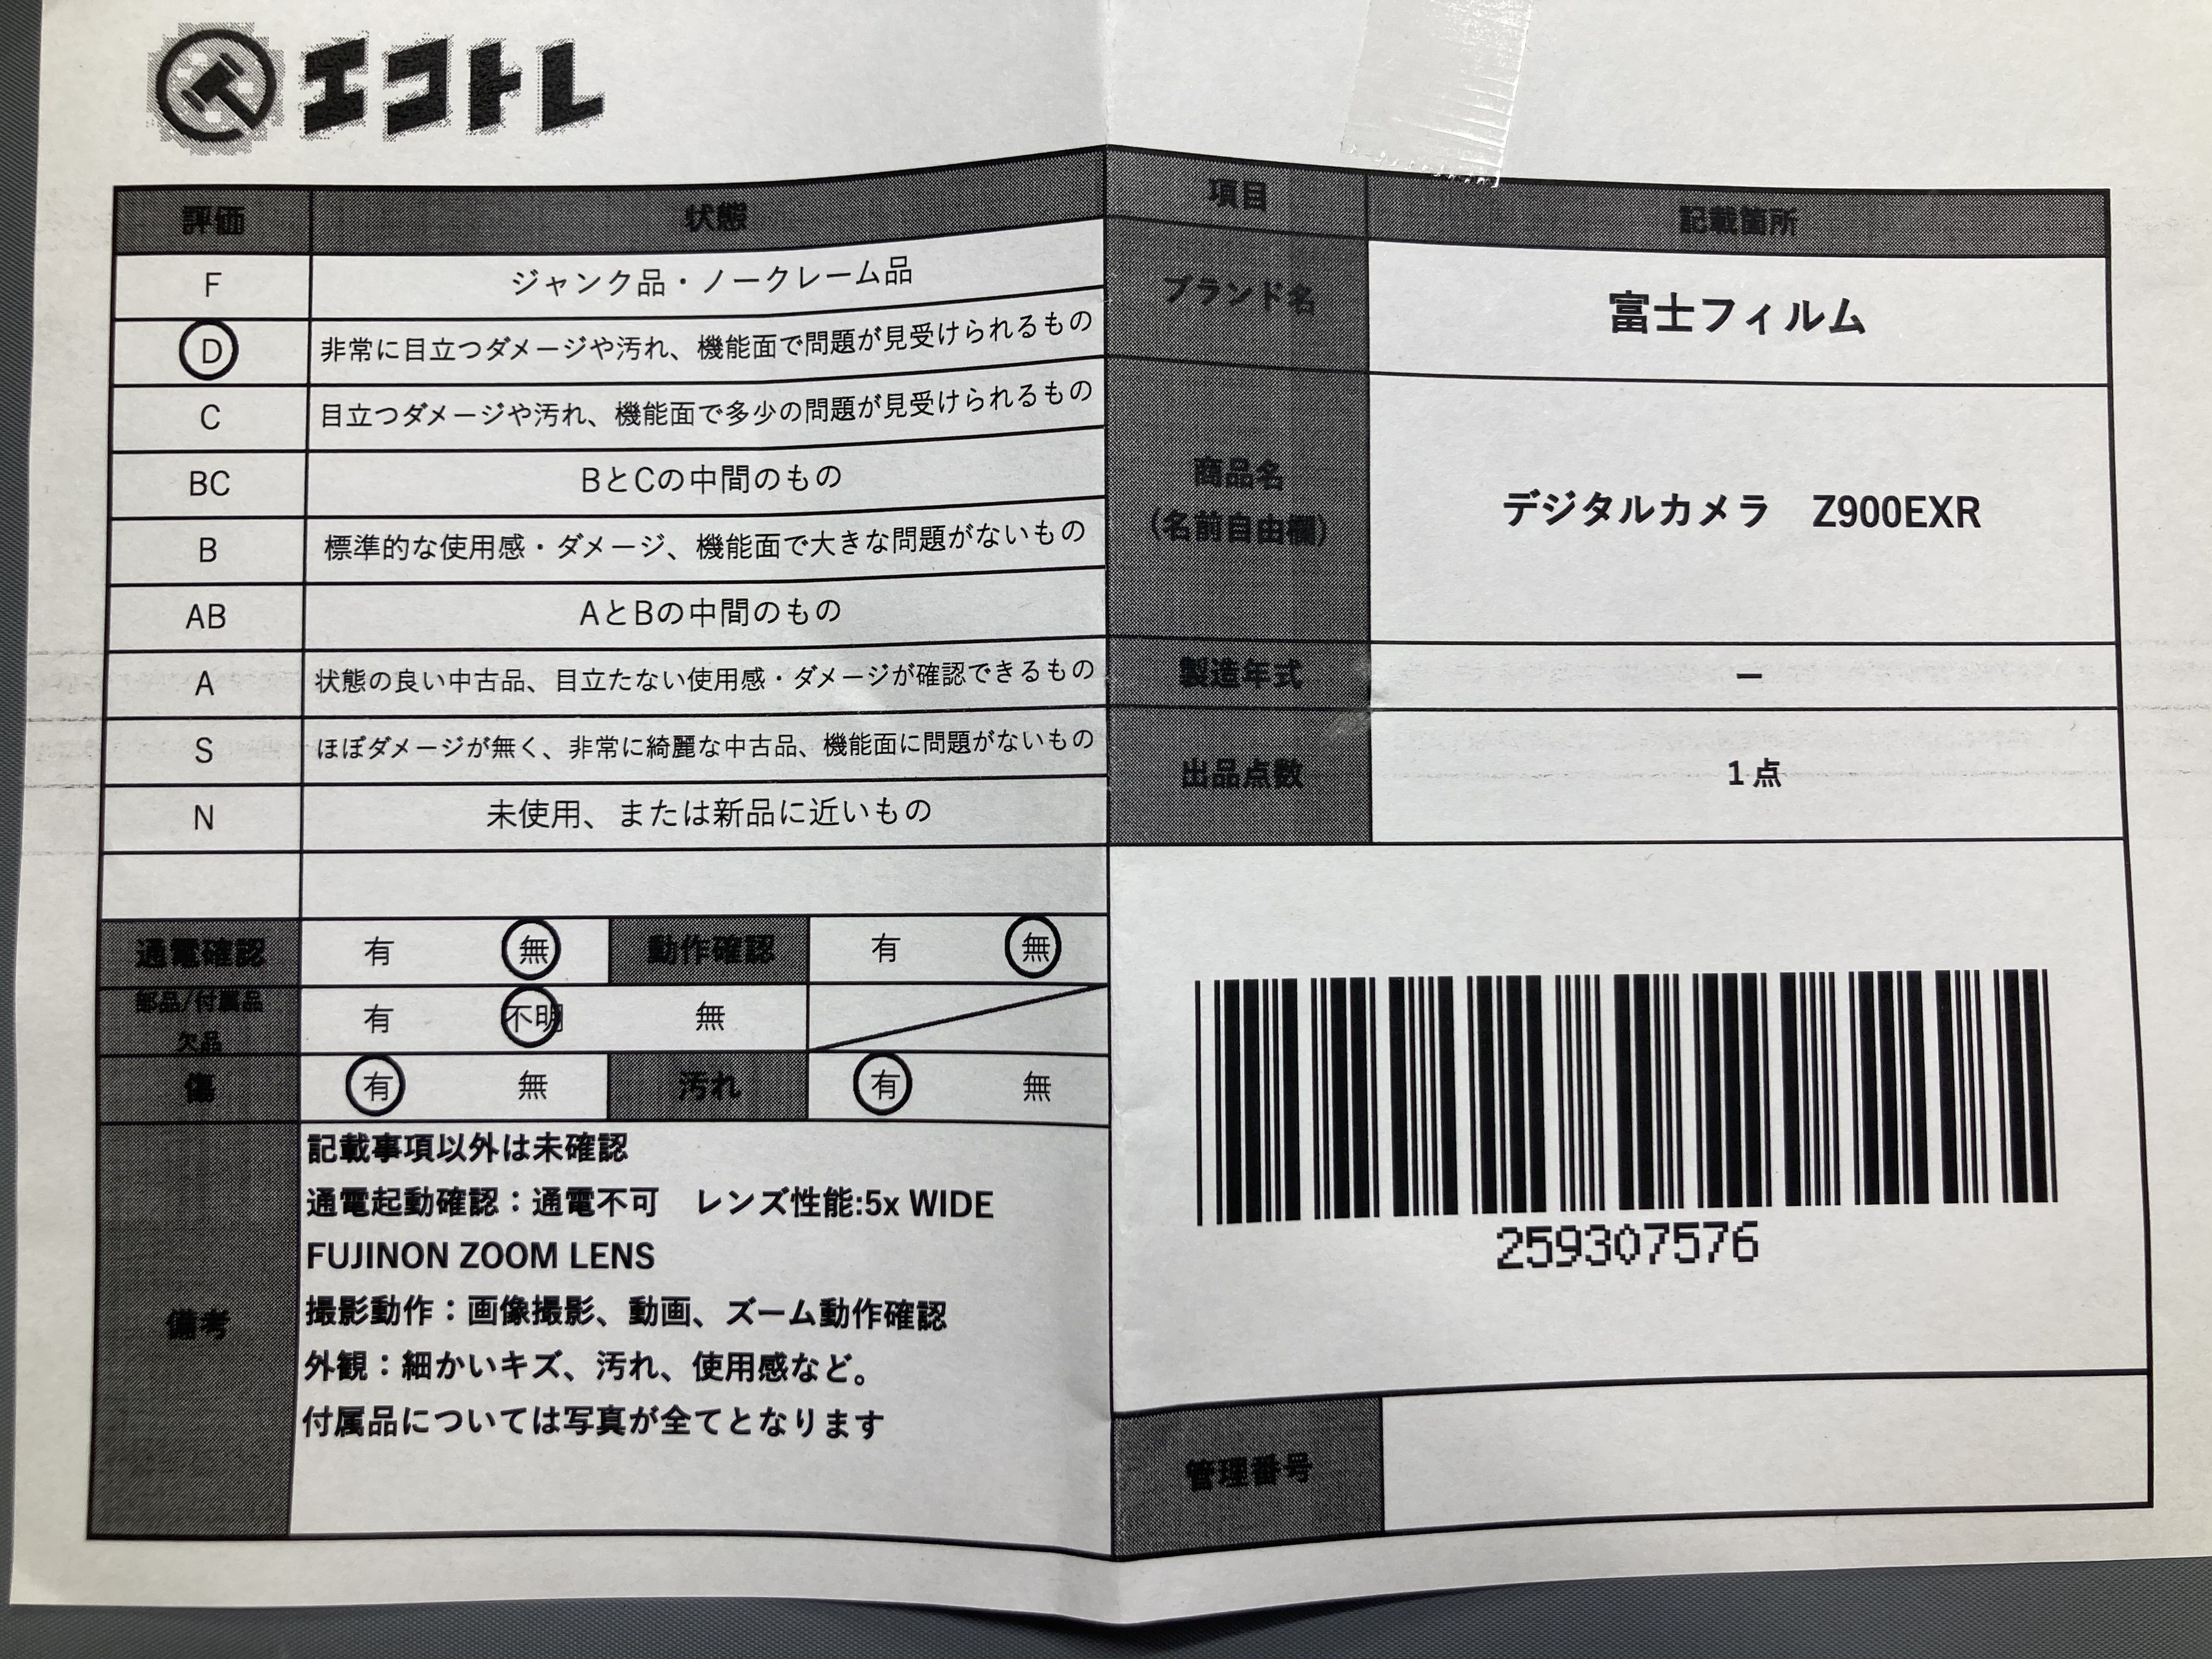 エコトレ
評価 状態
F ジャンク品・ノークレーム品
D 非常に目立つダメージや汚れ、機能面で問題が見受けられるもの
C 目立つダメージや汚れ、機能面で多少の問題が見受けられるもの
BC BとCの中間のもの
B 標準的な使用感・ダメージ、機能面で大きな問題がないもの
AB AとBの中間のもの
A 状態の良い中古品、目立たない使用感・ダメージが確認できるもの
S ほぼダメージが無く、非常に綺麗な中古品、機能面に問題がないもの
N 未使用、または新品に近いもの
通電確認 有 無 動作確認 有 無
部品/付属品
欠品 有 不明 無
傷 有 無 汚れ 有 無
備考
記載事項以外は未確認
通電起動確認：通電不可　レンズ性能:5x WIDE
FUJINON ZOOM LENS
撮影動作：画像撮影、動画、ズーム動作確認
外観：細かいキズ、汚れ、使用感など。
付属品については写真が全てとなります
項目 記載箇所
ブランド名 富士フィルム
商品名
(名前自由欄) デジタルカメラ　Z900EXR
製造年式 ー
出品点数 1点
259307576
管理番号